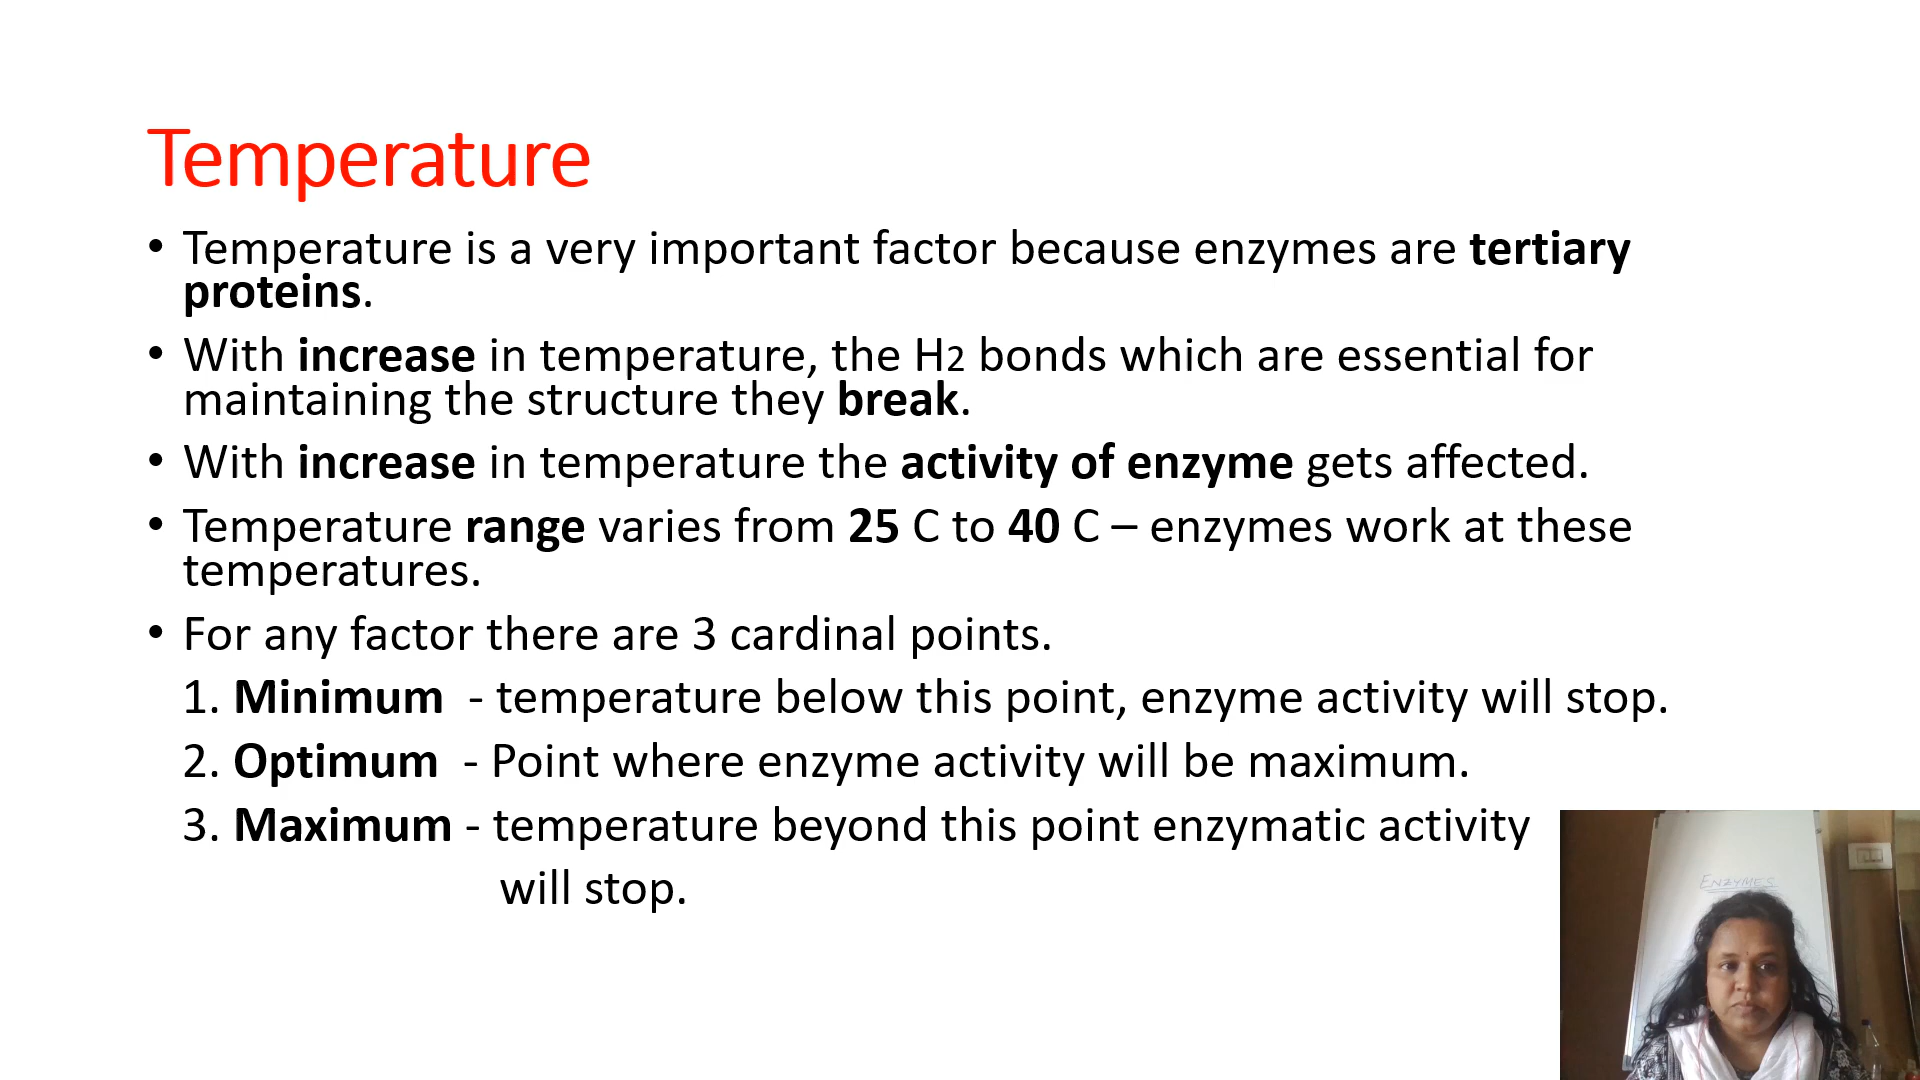 Temperature
• Temperature is a very important factor because enzymes are tertiary
proteins.
• With increase in temperature, the H2 bonds which are essential for
maintaining the structure they break.
• With increase in temperature the activity of enzyme gets affected.
• Temperature range varies from 25 C to 40 C – enzymes work at these
temperatures.
• For any factor there are 3 cardinal points.
1. Minimum - temperature below this point, enzyme activity will stop.
2. Optimum - Point where enzyme activity will be maximum.
3. Maximum - temperature beyond this point enzymatic activity
will stop.
ENZYMES